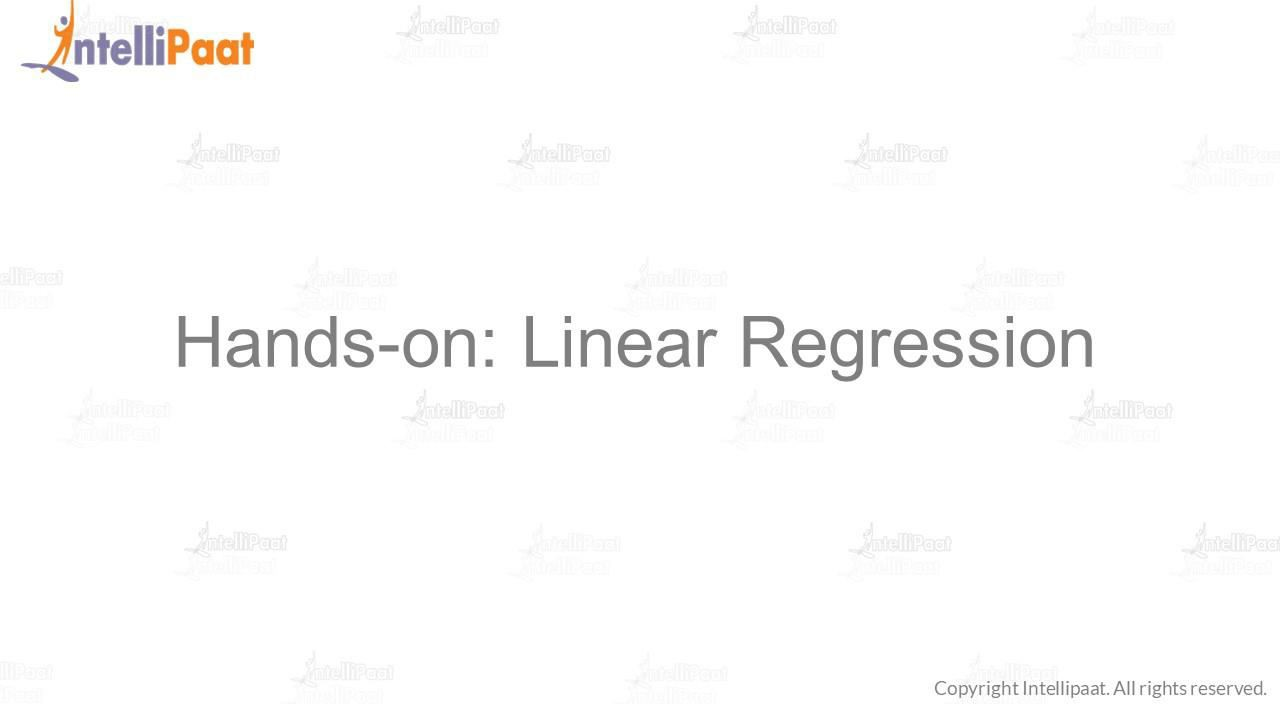 IntelliPaat
Hands-on: Linear Regression
Copyright Intellipaat. All rights reserved.